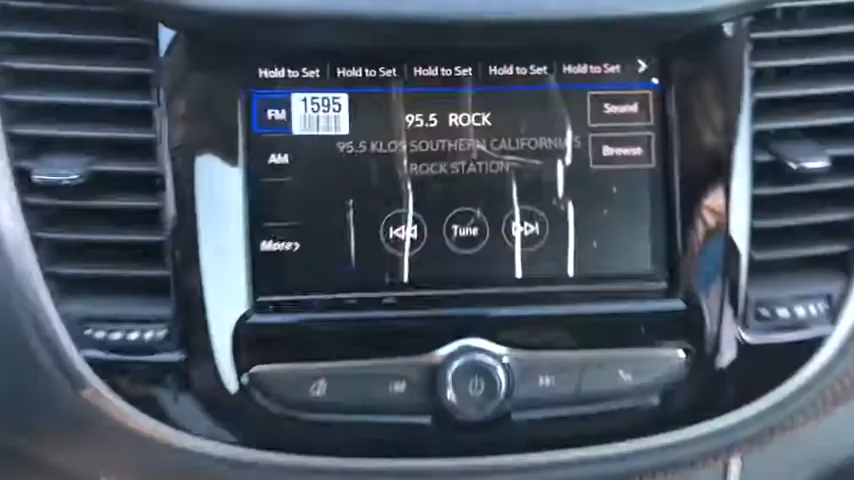 Hold to Set Hold to Set Hold to Set Hold to Set Hold to Set
FM
1595
95.5 ROCK
Sound
95.5 KLOS SOUTHERN CALIFORNIA'S
ROCK STATION
AM
Browse
Tune
More